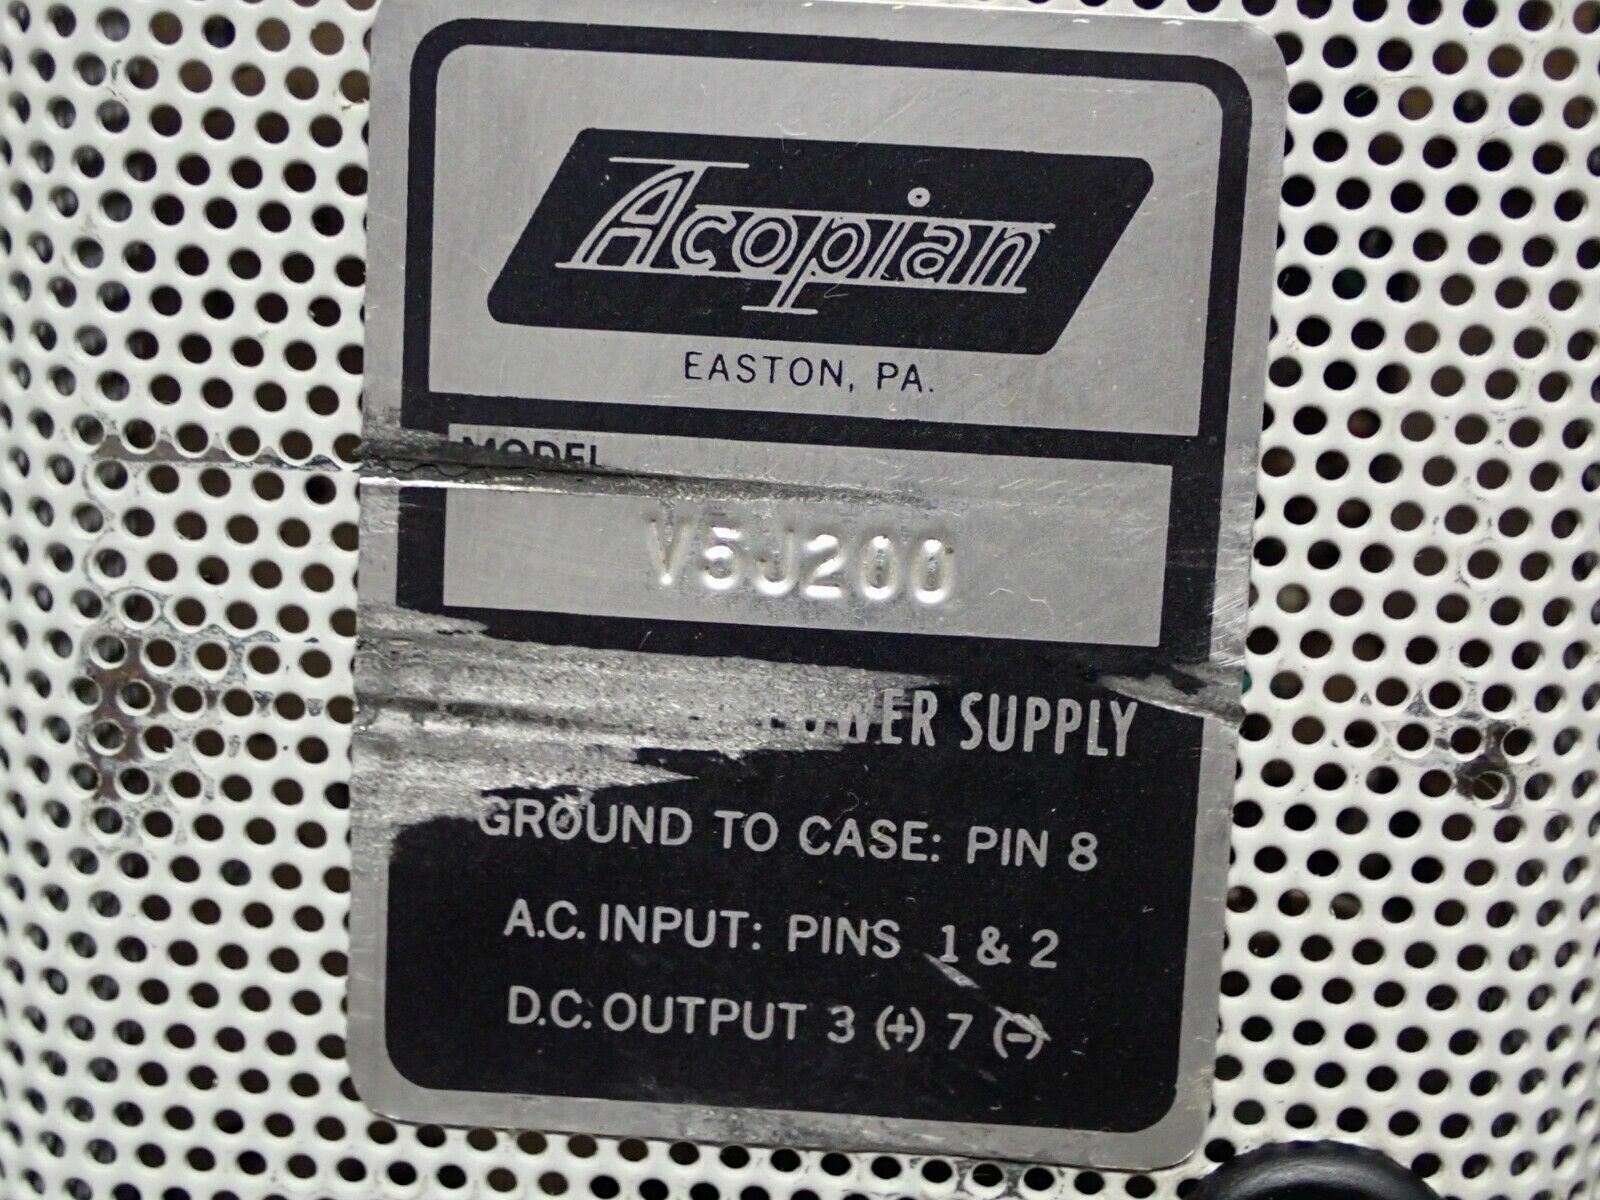 Acopian
EASTON, PA.
MODEL
V5J200
POWER SUPPLY
GROUND TO CASE: PIN 8
A.C. INPUT: PINS 1 & 2
D.C. OUTPUT 3 (+) 7 (-)